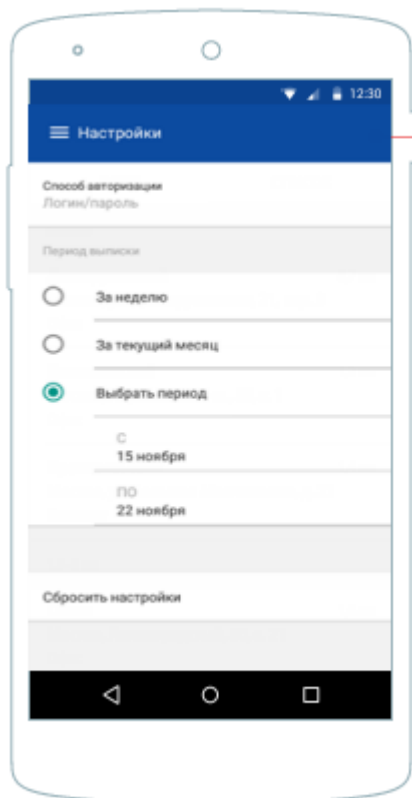 12:30
Настройки
Способ авторизации
Логин/пароль
Период выписки
За неделю
За текущий месяц
Выбрать период
С
15 ноября
ПО
22 ноября
Сбросить настройки